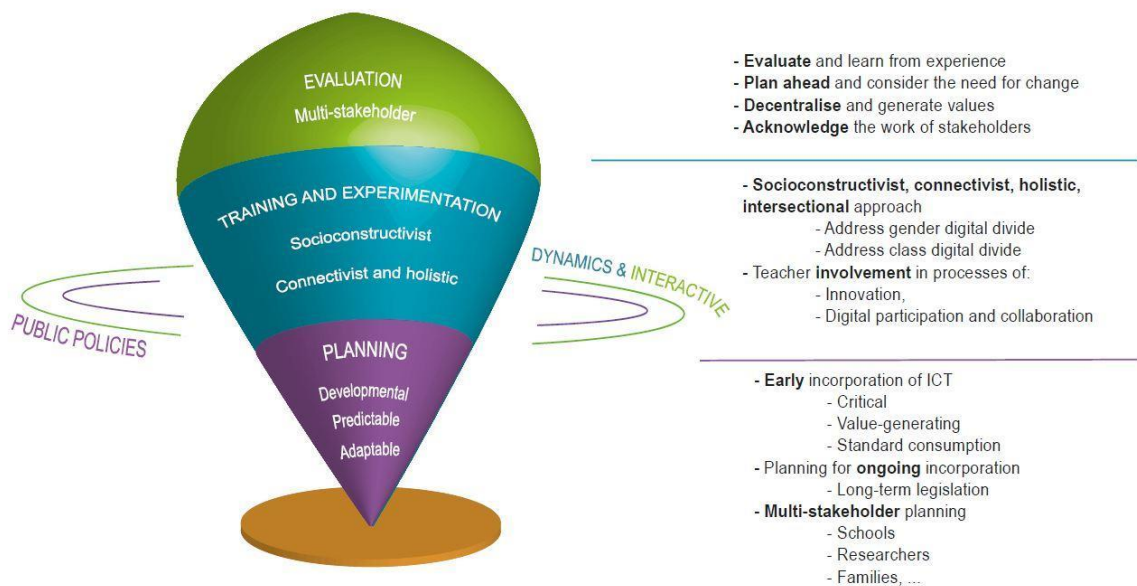 EVALUATION
Multi-stakeholder
TRAINING AND EXPERIMENTATION
Socioconstructivist
Connectivist and holistic
PLANNING
Developmental
Predictable
Adaptable
PUBLIC POLICIES
DYNAMICS & INTERACTIVE
- Evaluate and learn from experience
- Plan ahead and consider the need for change
- Decentralise and generate values
- Acknowledge the work of stakeholders
- Socioconstructivist, connectivist, holistic,
intersectional approach
- Address gender digital divide
- Address class digital divide
- Teacher involvement in processes of:
- Innovation,
- Digital participation and collaboration
- Early incorporation of ICT
- Critical
- Value-generating
- Standard consumption
- Planning for ongoing incorporation
- Long-term legislation
- Multi-stakeholder planning
- Schools
- Researchers
- Families, ...